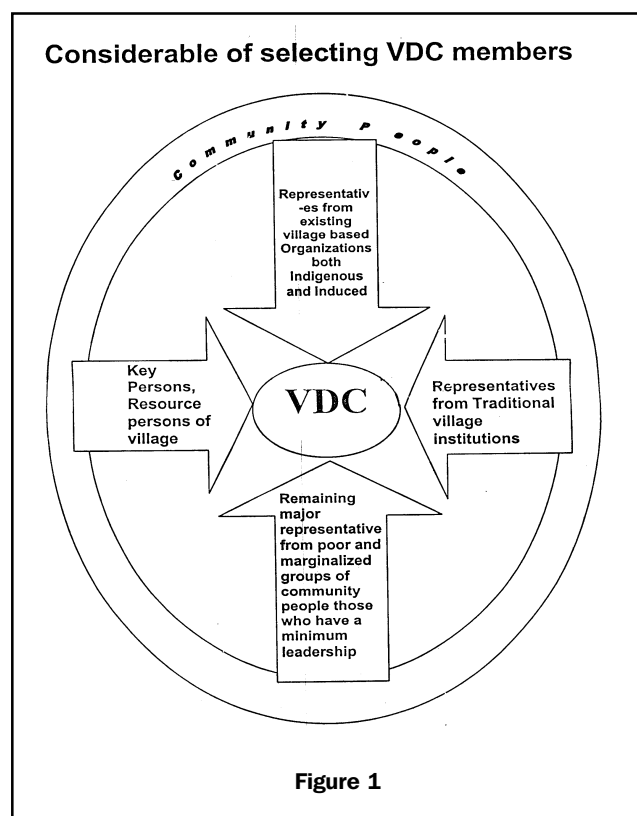 Considerable of selecting VDC members
Community People
Representativ
-es from
existing
village based
Organizations
both
Indigenous
and Induced
Key
Persons,
Resource
persons of
village
VDC
Representatives
from Traditional
village
institutions
Remaining
major
representative
from poor and
marginalized
groups of
community
people those
who have a
minimum
leadership
Figure 1